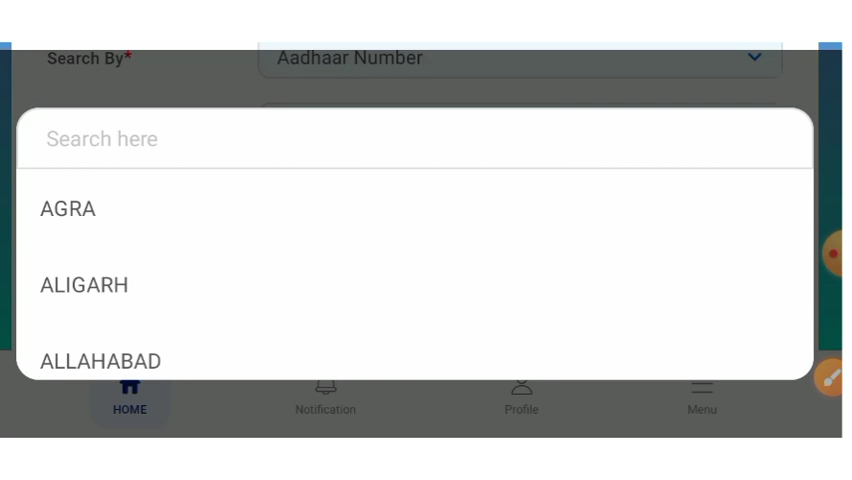 Search By* Aadhaar Number
Search here
AGRA
ALIGARH
ALLAHABAD
HOME Notification Profile Menu